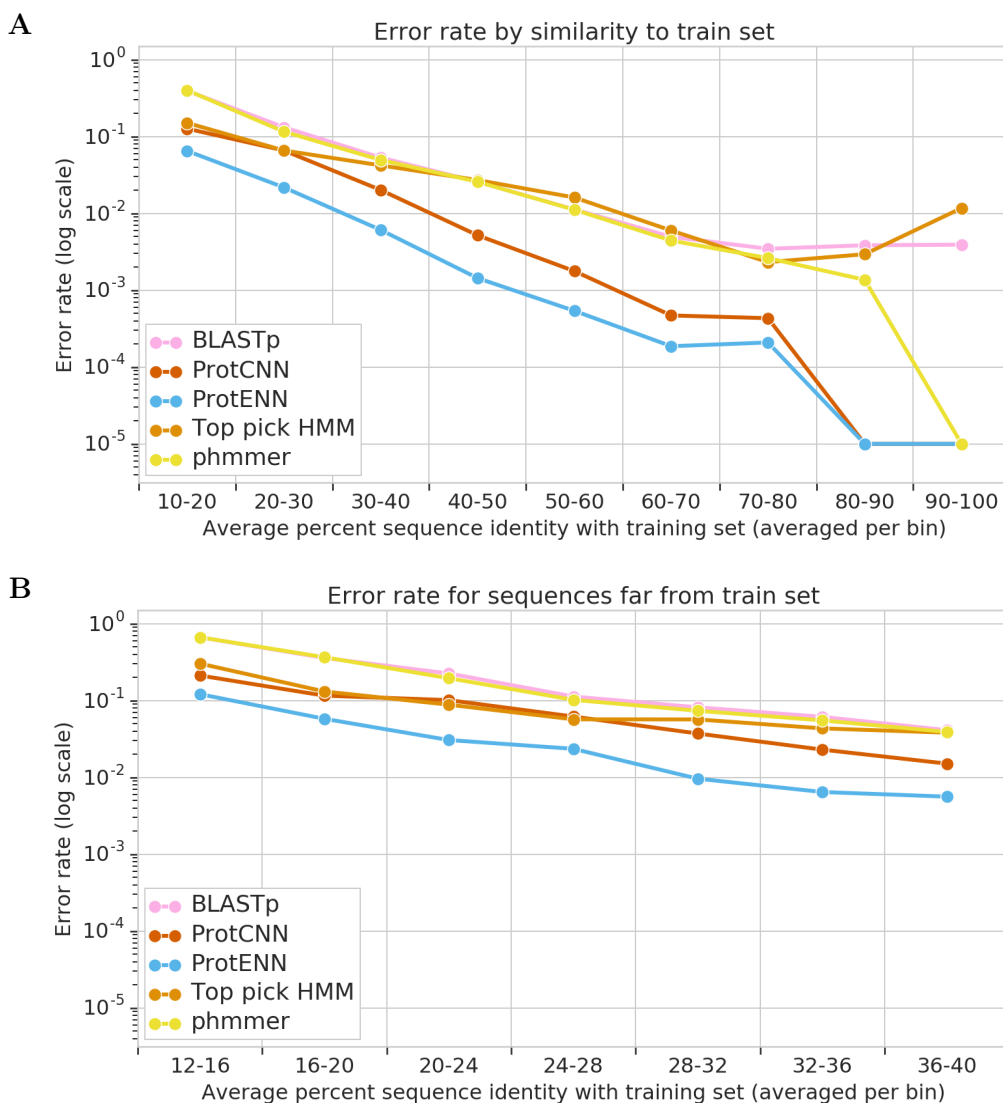 A
Error rate by similarity to train set
Error rate (log scale)
10^0
10^-1
10^-2
10^-3
10^-4
10^-5
BLASTp
ProtCNN
ProtENN
Top pick HMM
phmmer
10-20 20-30 30-40 40-50 50-60 60-70 70-80 80-90 90-100
Average percent sequence identity with training set (averaged per bin)
B
Error rate for sequences far from train set
Error rate (log scale)
10^0
10^-1
10^-2
10^-3
10^-4
10^-5
BLASTp
ProtCNN
ProtENN
Top pick HMM
phmmer
12-16 16-20 20-24 24-28 28-32 32-36 36-40
Average percent sequence identity with training set (averaged per bin)